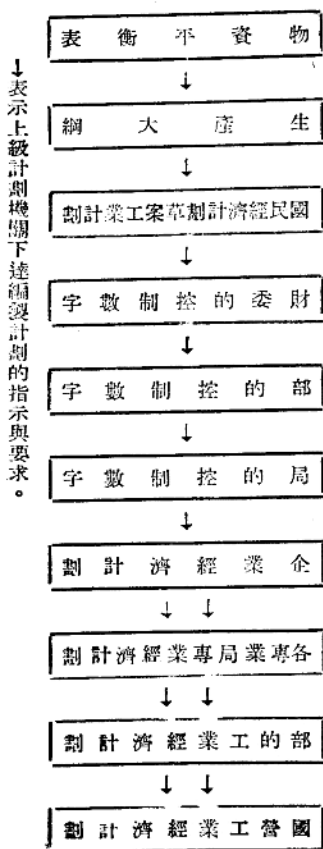 物資平衡表
↓
生產大綱
↓
國民經濟計劃草案工業計劃
↓
財委的控制數字
↓
部的控制數字
↓
局的控制數字
↓
企業經濟計劃
↓ ↓
各專業局專業經濟計劃
↓ ↓
部的工業經濟計劃
↓ ↓
國營工業經濟計劃
↓表示上級計劃機關下達編製計劃的指示與要求。